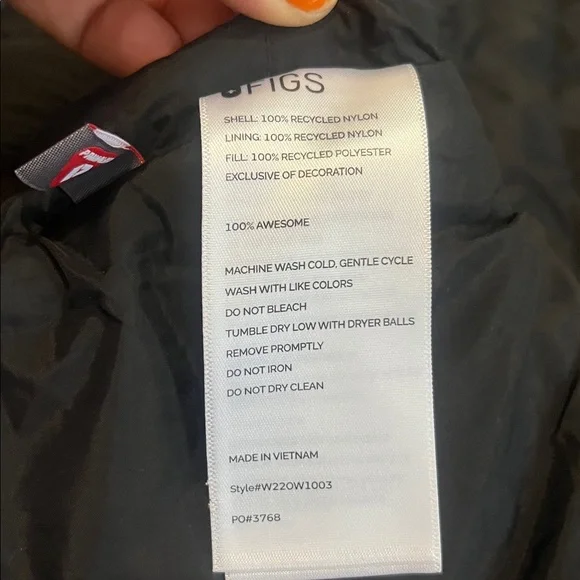 FIGS
SHELL: 100% RECYCLED NYLON
LINING: 100% RECYCLED NYLON
FILL: 100% RECYCLED POLYESTER
EXCLUSIVE OF DECORATION
100% AWESOME
MACHINE WASH COLD, GENTLE CYCLE
WASH WITH LIKE COLORS
DO NOT BLEACH
TUMBLE DRY LOW WITH DRYER BALLS
REMOVE PROMPTLY
DO NOT IRON
DO NOT DRY CLEAN
MADE IN VIETNAM
Style#W22OW1003
PO#3768